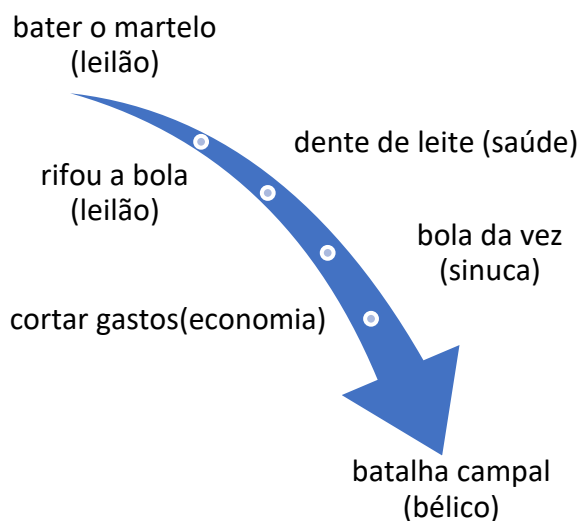 bater o martelo
(leilão)
dente de leite (saúde)
rifou a bola
(leilão)
bola da vez
(sinuca)
cortar gastos(economia)
batalha campal
(bélico)